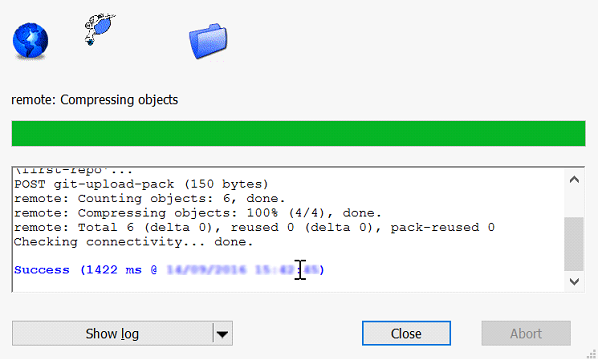 remote: Compressing objects
\first-repo'...
POST git-upload-pack (150 bytes)
remote: Counting objects: 6, done.
remote: Compressing objects: 100% (4/4), done.
remote: Total 6 (delta 0), reused 0 (delta 0), pack-reused 0
Checking connectivity... done.
Success (1422 ms @ 14/09/2016 15:42:45)
Show log
Close
Abort